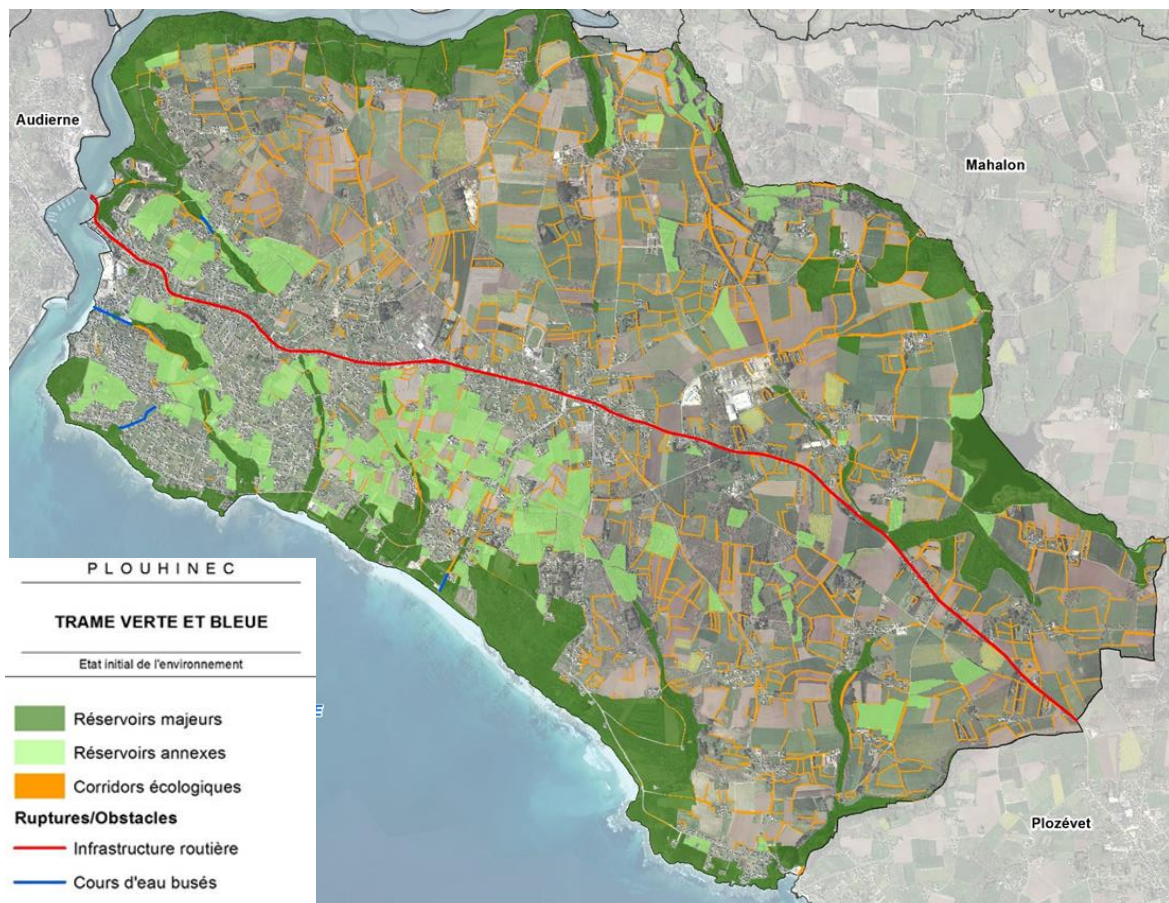 Audierne
Mahalon
Plozévet
PLOUHINEC
TRAME VERTE ET BLEUE
Etat initial de l'environnement
Réservoirs majeurs
Réservoirs annexes
Corridors écologiques
Ruptures/Obstacles
Infrastructure routière
Cours d'eau busés
E